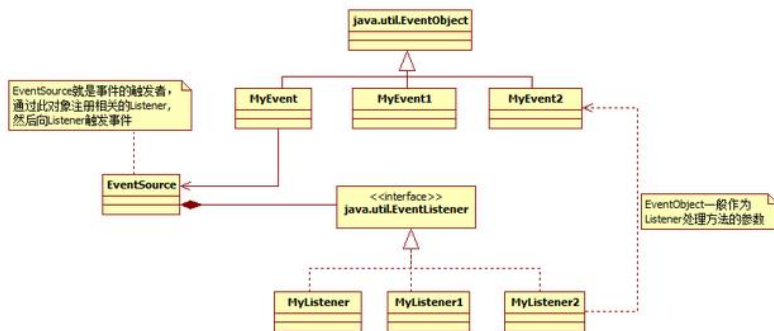 java.util.EventObject
EventSource就是事件的触发者，
通过此对象注册相关的Listener,
然后向Listener触发事件
MyEvent
MyEvent1
MyEvent2
EventSource
<<interface>>
java.util.EventListener
EventObject一般作为
Listener处理方法的参数
MyListener
MyListener1
MyListener2